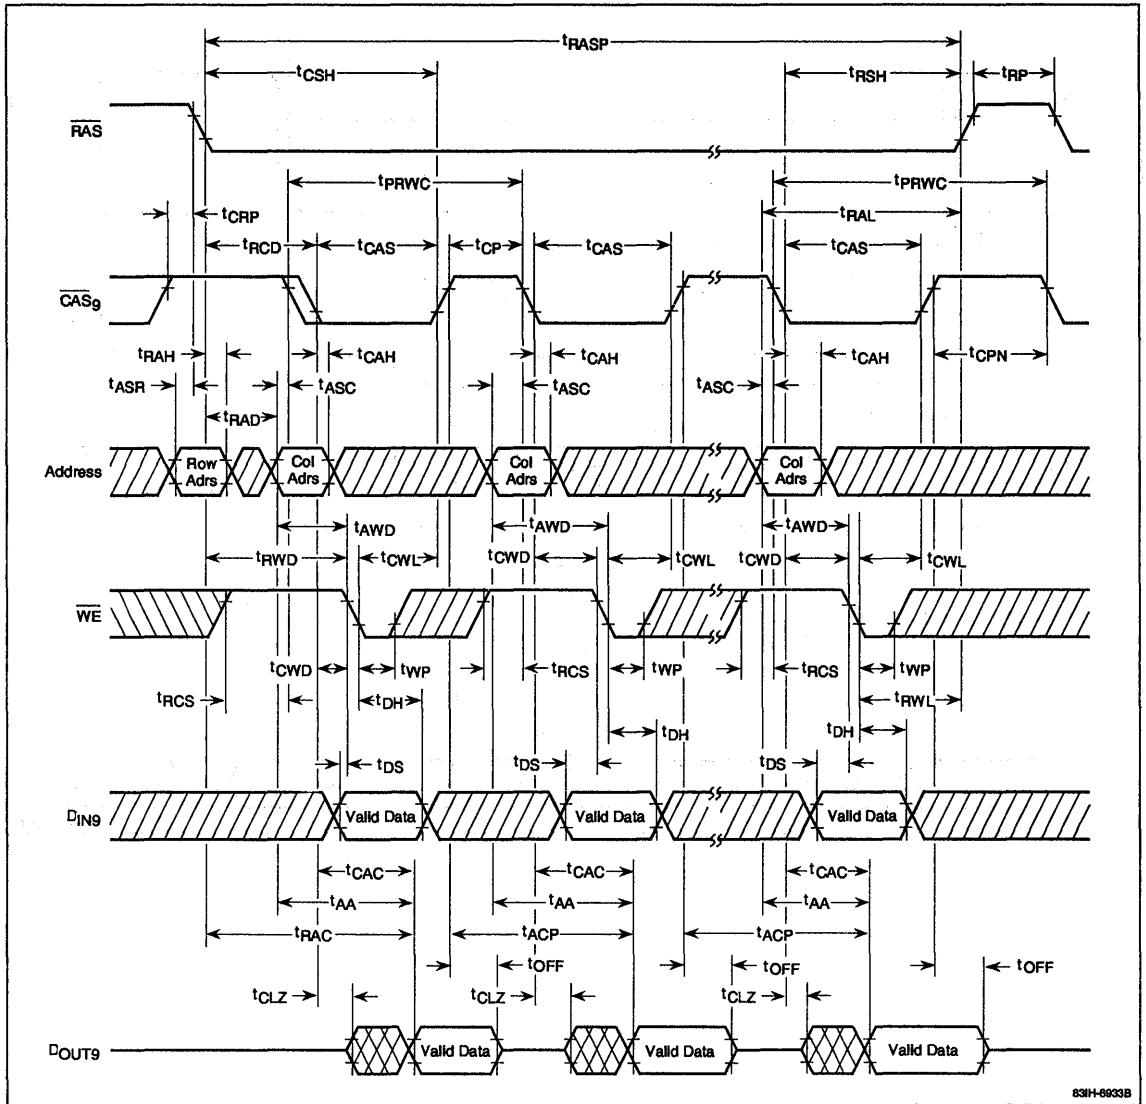 tRASP
tCSH tRSH tRP
RAS
tPRWC tPRWC
tCRP tRAL
tRCD tCAS tCP tCAS tCAS
CAS9
tRAH tCAH tCAH tCAH tCPN
tASR tASC tASC tASC
tRAD
Address Row Adrs Col Adrs Col Adrs Col Adrs
tAWD tAWD tAWD
tRWD tCWL tCWD tCWL tCWD tCWL
WE
tCWD tWP tRCS tWP tRCS tWP
tRCS tDH tRWL
tDH tDH
tDS tDS tDS
DIN9 Valid Data Valid Data Valid Data
tCAC tCAC tCAC
tAA tAA tAA
tRAC tACP tACP
tOFF tOFF tOFF
tCLZ tCLZ tCLZ
DOUT9 Valid Data Valid Data Valid Data
83IH-6933B